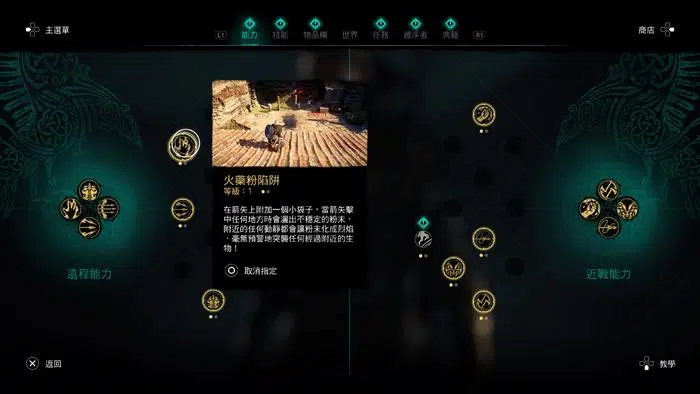 主選單
L1 能力 技能 物品欄 世界 任務 維序者 典籍 R1
商店
火藥粉陷阱
等級：1
在箭矢上附加一個小袋子，當箭矢擊
中任何地方時會灑出不穩定的粉末，
附近的任何動靜都會讓粉末化成烈焰
，毫無預警地突襲任何經過附近的生
物！
取消指定
遠程能力
近戰能力
返回
教學